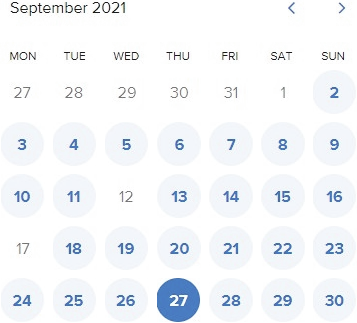 September 2021
MON TUE WED THU FRI SAT SUN
27 28 29 30 31 1 2
3 4 5 6 7 8 9
10 11 12 13 14 15 16
17 18 19 20 21 22 23
24 25 26 27 28 29 30